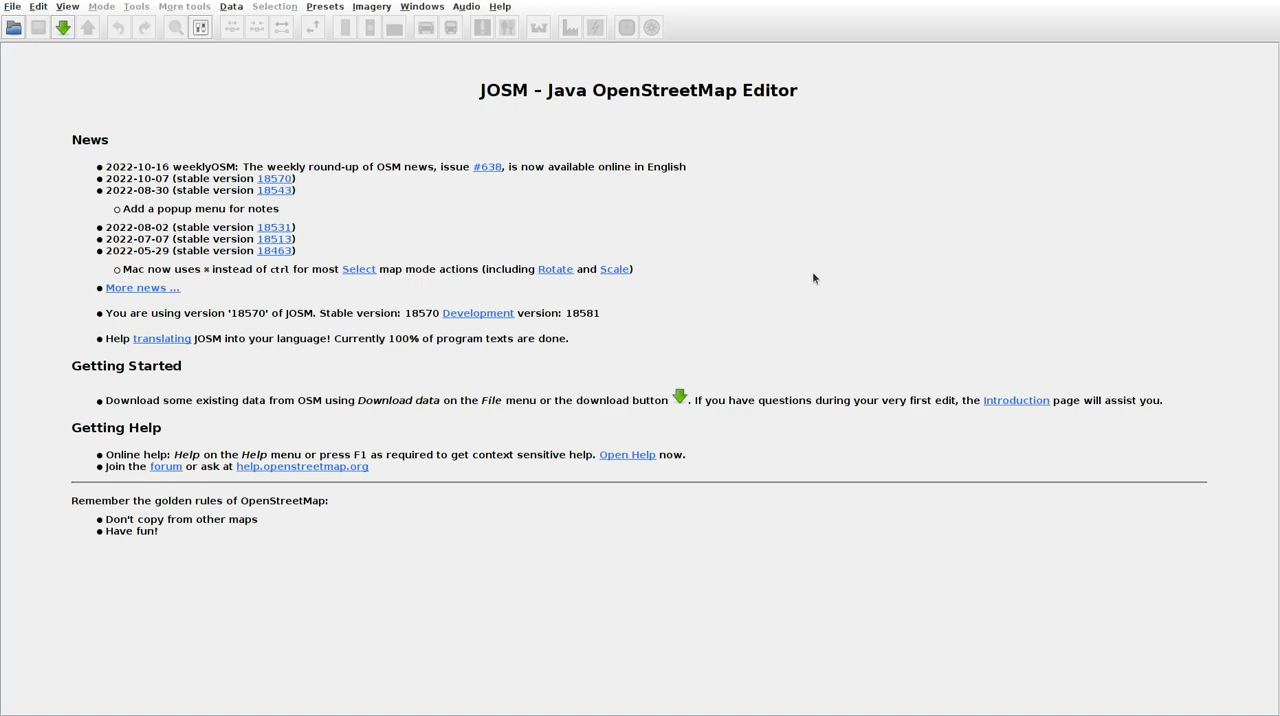 File Edit View Mode Tools More tools Data Selection Presets Imagery Windows Audio Help
JOSM – Java OpenStreetMap Editor
News
2022-10-16 weeklyOSM: The weekly round-up of OSM news, issue #638, is now available online in English
2022-10-07 (stable version 18570)
2022-08-30 (stable version 18543)
Add a popup menu for notes
2022-08-02 (stable version 18531)
2022-07-07 (stable version 18513)
2022-05-29 (stable version 18463)
Mac now uses ⌘ instead of ctrl for most Select map mode actions (including Rotate and Scale)
More news ...
You are using version '18570' of JOSM. Stable version: 18570 Development version: 18581
Help translating JOSM into your language! Currently 100% of program texts are done.
Getting Started
Download some existing data from OSM using Download data on the File menu or the download button . If you have questions during your very first edit, the Introduction page will assist you.
Getting Help
Online help: Help on the Help menu or press F1 as required to get context sensitive help. Open Help now.
Join the forum or ask at help.openstreetmap.org
Remember the golden rules of OpenStreetMap:
Don't copy from other maps
Have fun!